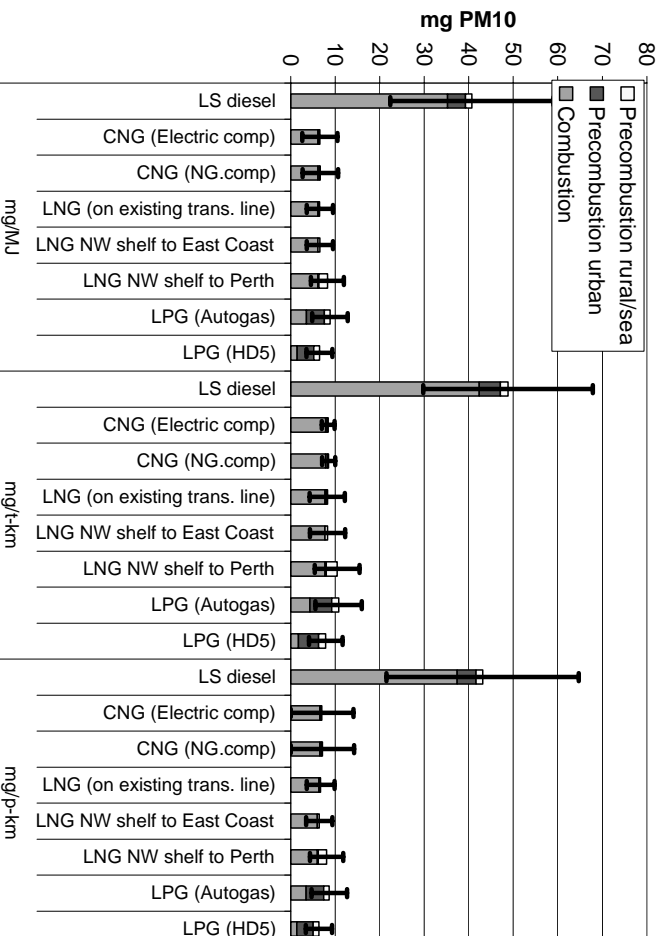 mg PM10
80
70
60
50
40
30
20
10
0
Precombustion rural/sea
Precombustion urban
Combustion
LS diesel
CNG (Electric comp)
CNG (NG.comp)
LNG (on existing trans. line)
LNG NW shelf to East Coast
LNG NW shelf to Perth
LPG (Autogas)
LPG (HD5)
mg/MJ
LS diesel
CNG (Electric comp)
CNG (NG.comp)
LNG (on existing trans. line)
LNG NW shelf to East Coast
LNG NW shelf to Perth
LPG (Autogas)
LPG (HD5)
mg/t-km
LS diesel
CNG (Electric comp)
CNG (NG.comp)
LNG (on existing trans. line)
LNG NW shelf to East Coast
LNG NW shelf to Perth
LPG (Autogas)
LPG (HD5)
mg/p-km